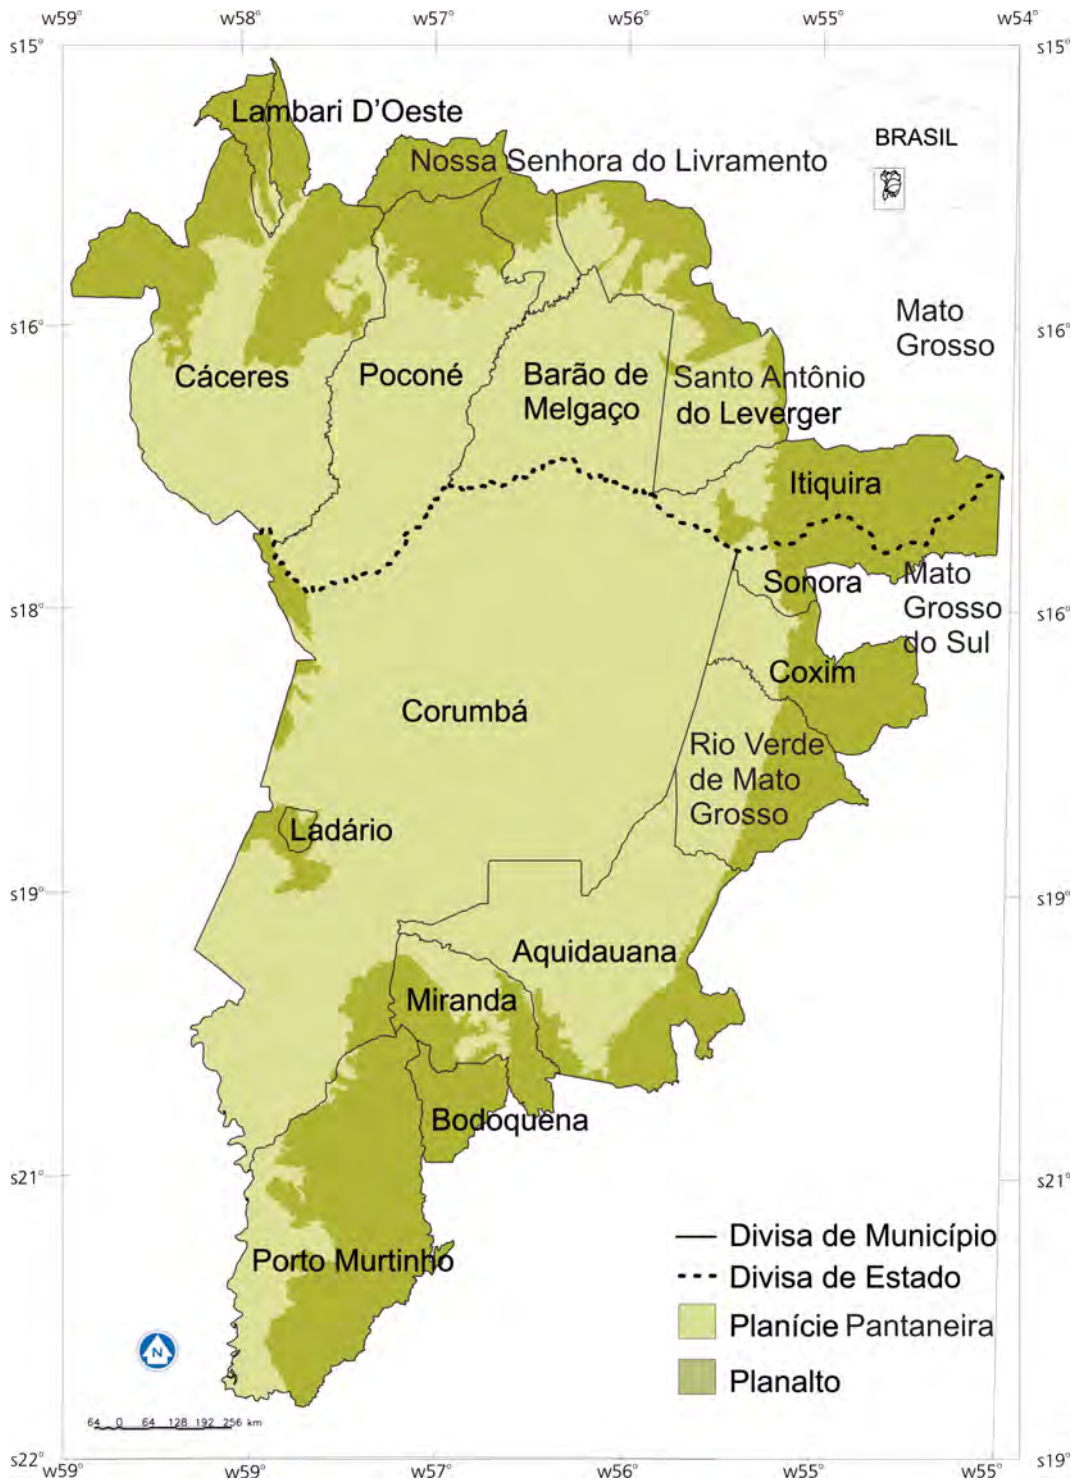 w59° w58° w57° w56° w55° w54°
s15° s15°
Lambari D'Oeste
BRASIL
Nossa Senhora do Livramento
Mato
Grosso
s16° s16°
Cáceres
Poconé
Barão de
Melgaço
Santo Antônio
do Leverger
Itiquira
Sonora
Mato
Grosso
do Sul
s18° s16°
Coxim
Corumbá
Rio Verde
de Mato
Grosso
Ladário
s19° s19°
Aquidauana
Miranda
Bodoquena
s21° s21°
Porto Murtinho
Divisa de Município
Divisa de Estado
Planície Pantaneira
Planalto
N
64 0 64 128 192 256 km
s22° s19°
w59° w59° w57° w56° w55° w55°